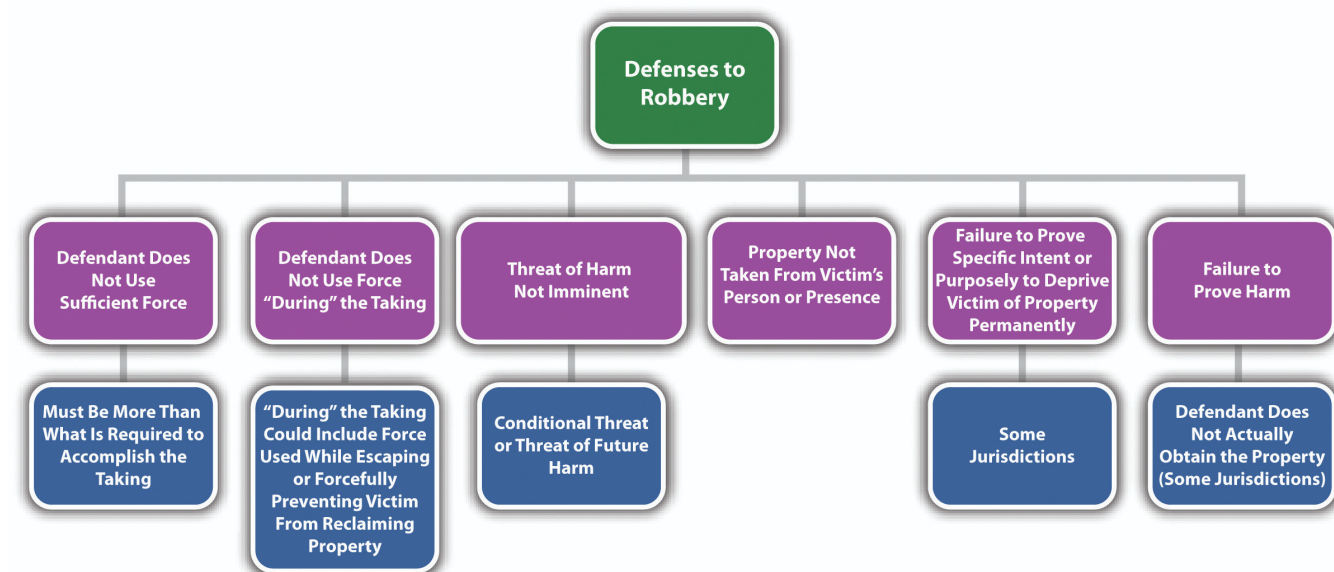 Defenses to
Robbery
Defendant Does
Not Use
Sufficient Force
Defendant Does
Not Use Force
“During” the Taking
Threat of Harm
Not Imminent
Property Not
Taken From Victim’s
Person or Presence
Failure to Prove
Specific Intent or
Purposely to Deprive
Victim of Property
Permanently
Failure to
Prove Harm
Must Be More Than
What Is Required to
Accomplish the
Taking
“During” the Taking
Could Include Force
Used While Escaping
or Forcefully
Preventing Victim
From Reclaiming
Property
Conditional Threat
or Threat of Future
Harm
Some
Jurisdictions
Defendant Does
Not Actually
Obtain the Property
(Some Jurisdictions)